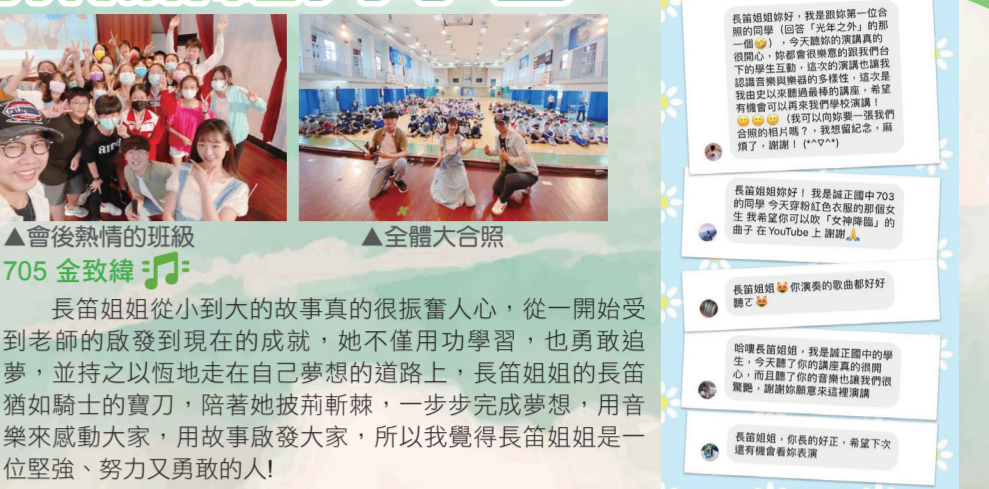 ▲會後熱情的班級
▲全體大合照
705 金致緯
長笛姐姐從小到大的故事真的很振奮人心，從一開始受
到老師的啟發到現在的成就，她不僅用功學習，也勇敢追
夢，並持之以恆地走在自己夢想的道路上，長笛姐姐的長笛
猶如騎士的寶刀，陪著她披荊斬棘，一步步完成夢想，用音
樂來感動大家，用故事啟發大家，所以我覺得長笛姐姐是一
位堅強、努力又勇敢的人!
長笛姐姐妳好，我是跟妳第一位合
照的同學（回答「光年之外」的那
一個🤣），今天聽妳的演講真的
很開心，妳都會很樂意的跟我們台
下的學生互動，這次的演講也讓我
認識音樂與樂器的多樣性，這次是
我由史以來聽過最棒的講座，希望
有機會可以再來我們學校演講！
🥺🥺🥺（我可以向妳要一張我們
合照的相片嗎？，我想留紀念，麻
煩了，謝謝！(*^▽^*)
長笛姐姐妳好！ 我是誠正國中703
的同學 今天穿粉紅色衣服的那個女
生 我希望你可以吹「女神降臨」的
曲子 在YouTube 上 謝謝🙏
長笛姐姐😻你演奏的歌曲都好好
聽ㄛ😻
哈嘍長笛姐姐，我是誠正國中的學
生，今天聽了你的講座真的很開
心，而且聽了你的音樂也讓我們很
驚艷，謝謝妳願意來這裡演講
長笛姐姐，你長的好正，希望下次
還有機會看妳表演